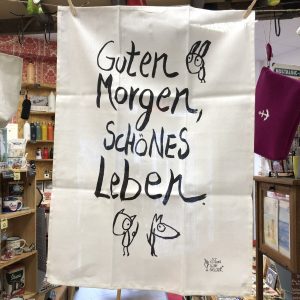 Guten
Morgen,
SCHÖNES
Leben.